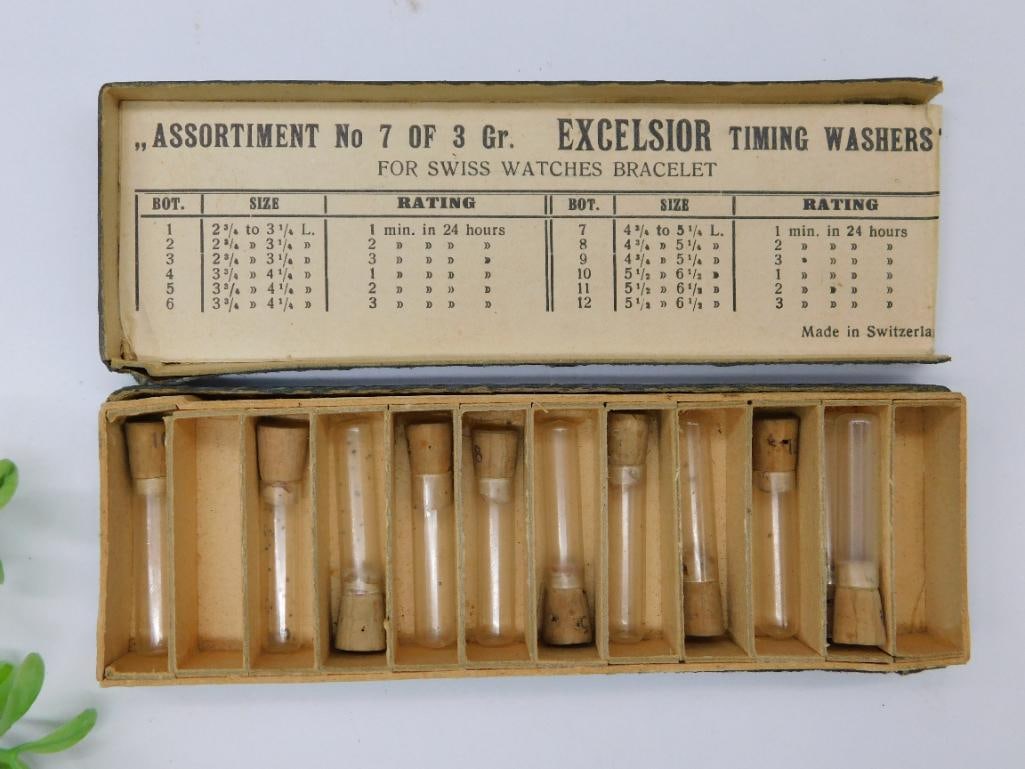 „ASSORTIMENT No 7 OF 3 Gr. EXCELSIOR TIMING WASHERS"
FOR SWISS WATCHES BRACELET
BOT. SIZE RATING BOT. SIZE RATING
1 2 3/4 to 3 1/4 L. 1 min. in 24 hours 7 4 3/4 to 5 1/4 L. 1 min. in 24 hours
2 2 3/4 » 3 1/4 » 2 » » » » 8 4 3/4 » 5 1/4 » 2 » » » »
3 2 3/4 » 3 1/4 » 3 » » » » 9 4 3/4 » 5 1/4 » 3 » » » »
4 3 3/4 » 4 1/4 » 1 » » » » 10 5 1/2 » 6 1/2 » 1 » » » »
5 3 3/4 » 4 1/4 » 2 » » » » 11 5 1/2 » 6 1/2 » 2 » » » »
6 3 3/4 » 4 1/4 » 3 » » » » 12 5 1/2 » 6 1/2 » 3 » » » »
Made in Switzerla
8